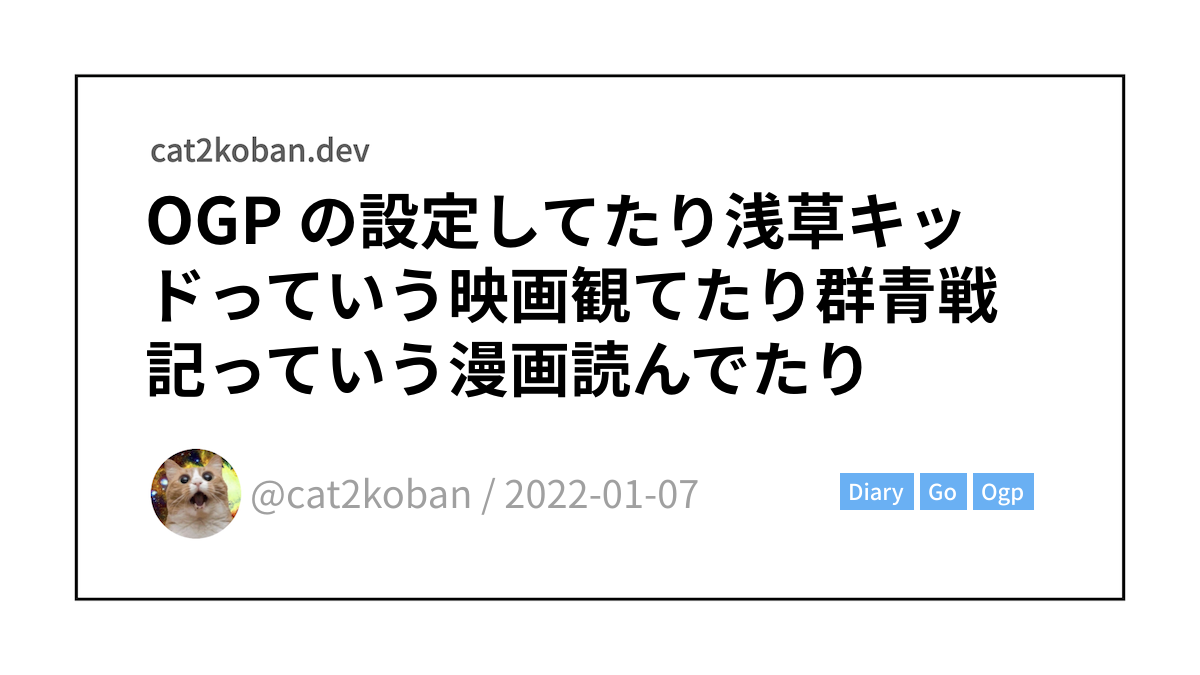 cat2koban.dev
OGP の設定してたり浅草キッ
ドっていう映画観てたり群青戦
記っていう漫画読んでたり
@cat2koban / 2022-01-07
Diary Go Ogp